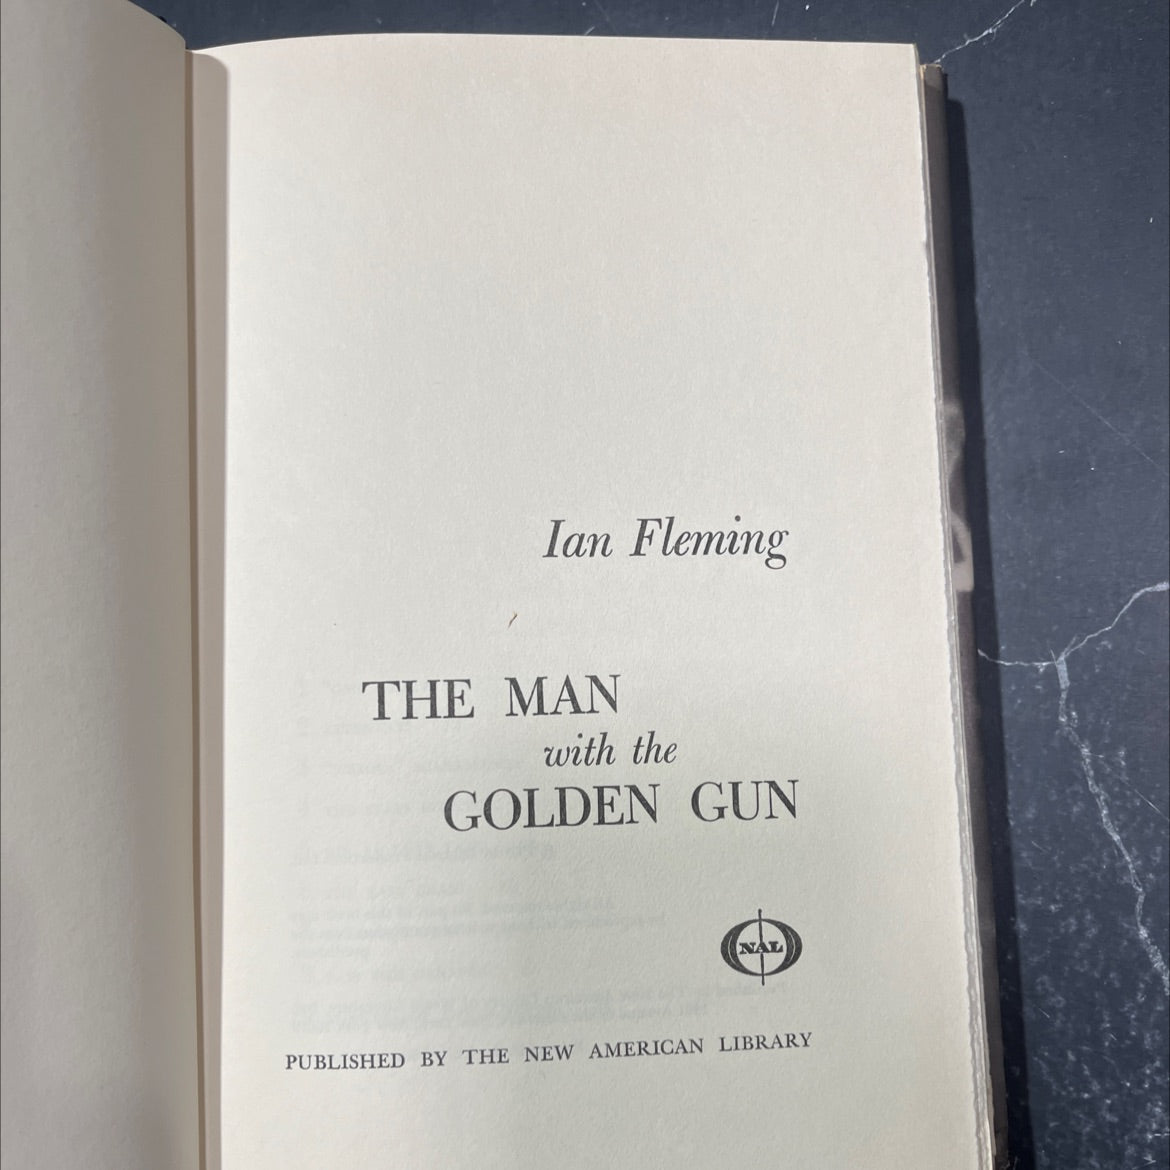 Ian Fleming
THE MAN
with the
GOLDEN GUN
NAL
PUBLISHED BY THE NEW AMERICAN LIBRARY